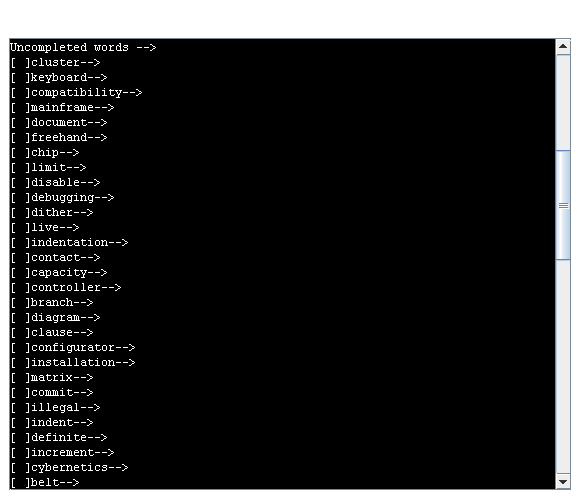 Uncompleted words -->
[ ]cluster-->
[ ]keyboard-->
[ ]compatibility-->
[ ]mainframe-->
[ ]document-->
[ ]freehand-->
[ ]chip-->
[ ]limit-->
[ ]disable-->
[ ]debugging-->
[ ]dither-->
[ ]live-->
[ ]indentation-->
[ ]contact-->
[ ]capacity-->
[ ]controller-->
[ ]branch-->
[ ]diagram-->
[ ]clause-->
[ ]configurator-->
[ ]installation-->
[ ]matrix-->
[ ]commit-->
[ ]illegal-->
[ ]indent-->
[ ]definite-->
[ ]increment-->
[ ]cybernetics-->
[ ]belt-->